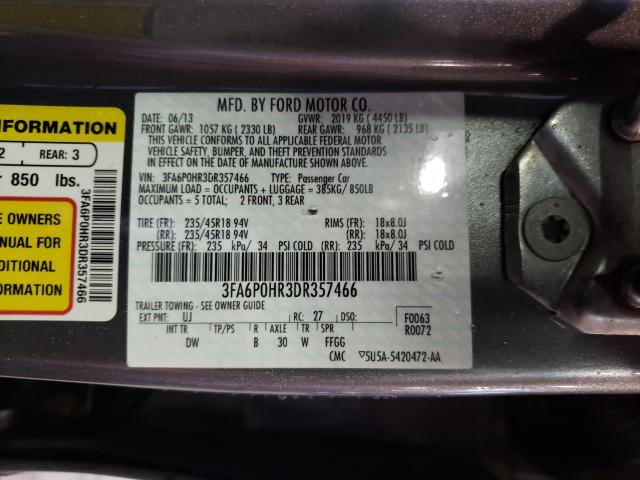 INFORMATION
2
REAR: 3
850 lbs.
3FA6P0HR3DR357466
OWNERS
MANUAL FOR
INFORMATION
MFD. BY FORD MOTOR CO.
DATE: 06/13 GVWR: 2019 KG ( 4450 LB)
FRONT GAWR: 1057 KG ( 2330 LB) REAR GAWR: 968 KG ( 2135 LB)
THIS VEHICLE CONFORMS TO ALL APPLICABLE FEDERAL MOTOR
VEHICLE SAFETY, BUMPER, AND THEFT PREVENTION STANDARDS
IN EFFECT ON THE DATE OF MANUFACTURE SHOWN ABOVE.
VIN: 3FA6P0HR3DR357466 TYPE: Passenger Car
MAXIMUM LOAD = OCCUPANTS + LUGGAGE = 385KG/ 850LB
OCCUPANTS = 5 TOTAL; 2 FRONT, 3 REAR
TIRE (FR): 235/45R18 94V RIMS (FR): 18x8.0J
(RR): 235/45R18 94V (RR): 18x8.0J
PRESSURE (FR): 235 kPa/ 34 PSI COLD (RR): 235 kPa/ 34 PSI COLD
3FA6P0HR3DR357466
TRAILER TOWING - SEE OWNER GUIDE
EXT PNT: UJ RC: 27 DSO: F0063
INT TR TP/PS R AXLE TR SPR R0072
DW B 30 W FFGG
CMC ▽5U5A-5420472-AA